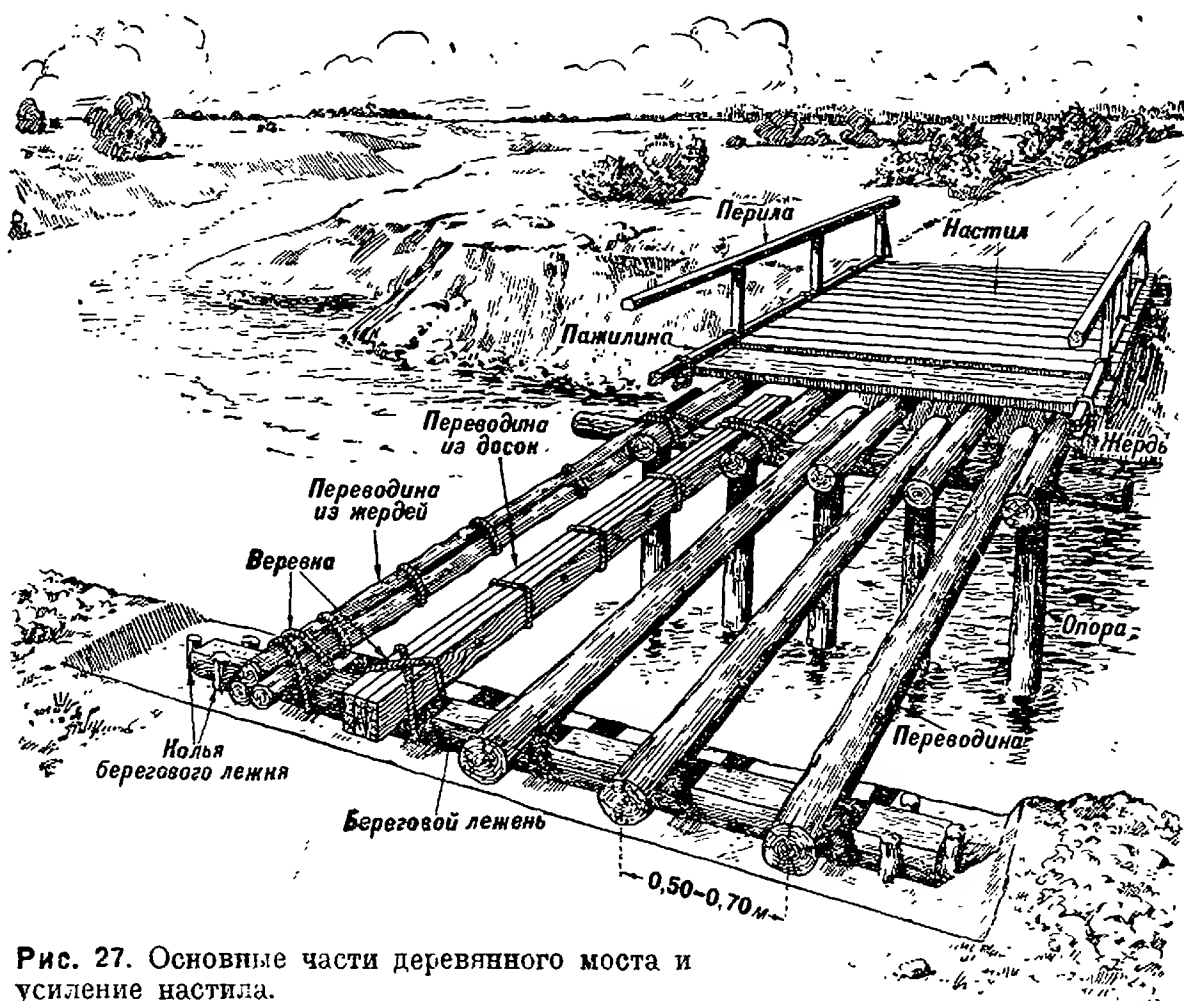 Перила
Настил
Пажилина
Переводина
из досок
Жердь
Переводина
из жердей
Веревка
Опора
Переводина
Колья
берегового лежня
Береговой лежень
0,50-0,70 м
Рис. 27. Основные части деревянного моста и
усиление настила.